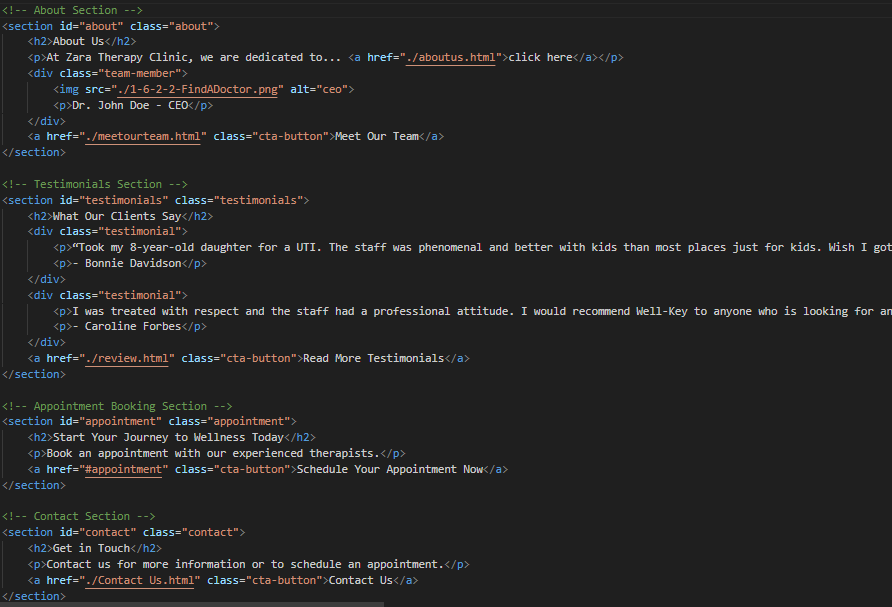 <!-- About Section -->
<section id="about" class="about">
<h2>About Us</h2>
<p>At Zara Therapy Clinic, we are dedicated to... <a href="./aboutus.html">click here</a></p>
<div class="team-member">
<img src="./1-6-2-2-FindADoctor.png" alt="ceo">
<p>Dr. John Doe - CEO</p>
</div>
<a href="./meetourteam.html" class="cta-button">Meet Our Team</a>
</section>
<!-- Testimonials Section -->
<section id="testimonials" class="testimonials">
<h2>What Our Clients Say</h2>
<div class="testimonial">
<p>“Took my 8-year-old daughter for a UTI. The staff was phenomenal and better with kids than most places just for kids. Wish I got
<p>- Bonnie Davidson</p>
</div>
<div class="testimonial">
<p>I was treated with respect and the staff had a professional attitude. I would recommend Well-Key to anyone who is looking for an
<p>- Caroline Forbes</p>
</div>
<a href="./review.html" class="cta-button">Read More Testimonials</a>
</section>
<!-- Appointment Booking Section -->
<section id="appointment" class="appointment">
<h2>Start Your Journey to Wellness Today</h2>
<p>Book an appointment with our experienced therapists.</p>
<a href="#appointment" class="cta-button">Schedule Your Appointment Now</a>
</section>
<!-- Contact Section -->
<section id="contact" class="contact">
<h2>Get in Touch</h2>
<p>Contact us for more information or to schedule an appointment.</p>
<a href="./Contact Us.html" class="cta-button">Contact Us</a>
</section>